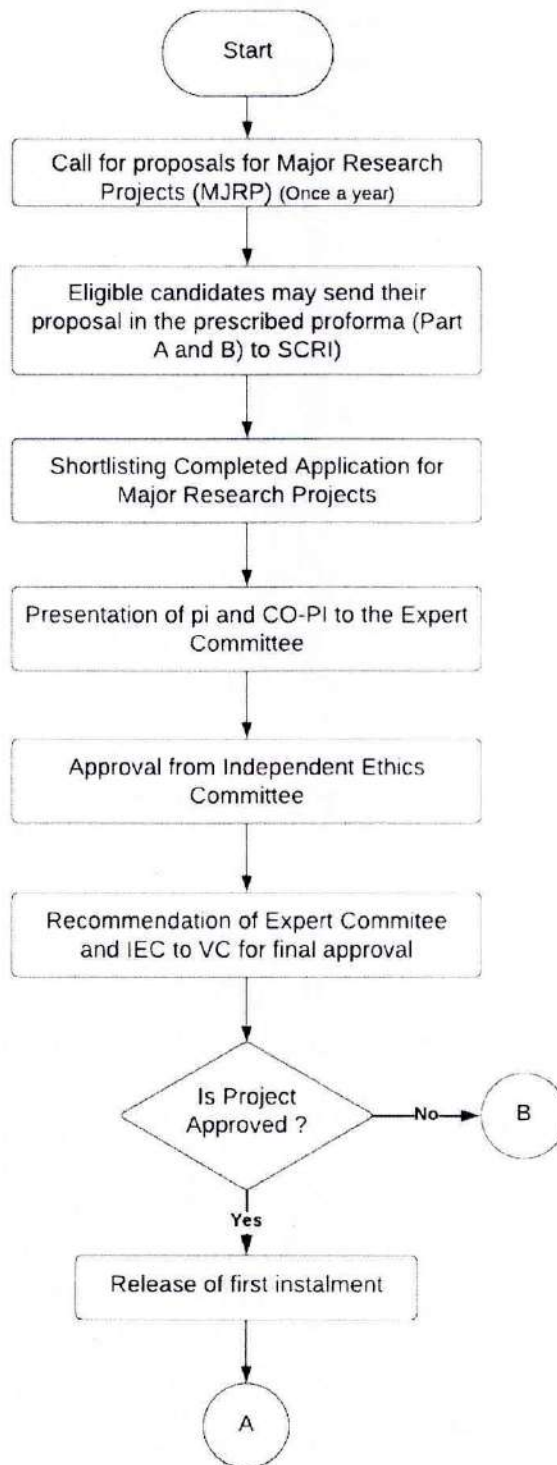 Start
Call for proposals for Major Research
Projects (MJRP) (Once a year)
Eligible candidates may send their
proposal in the prescribed proforma (Part
A and B) to SCRI)
Shortlisting Completed Application for
Major Research Projects
Presentation of pi and CO-PI to the Expert
Committee
Approval from Independent Ethics
Committee
Recommendation of Expert Commitee
and IEC to VC for final approval
Is Project
Approved ?
No
B
Yes
Release of first instalment
A